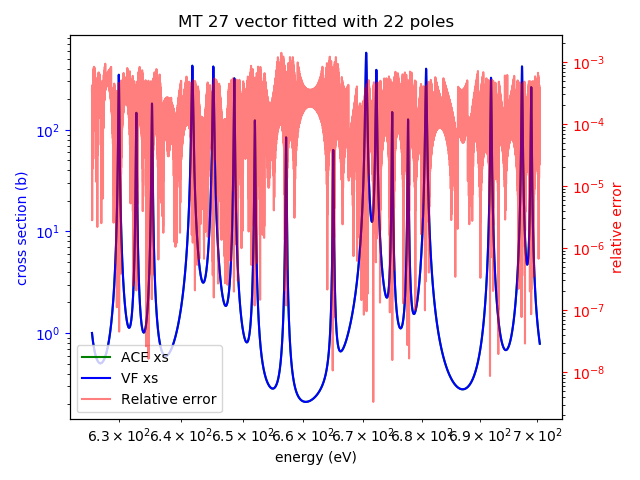 MT 27 vector fitted with 22 poles
cross section (b)
10² 10¹ 10⁰
10⁻³ 10⁻⁴ 10⁻⁵ 10⁻⁶ 10⁻⁷ 10⁻⁸
relative error
ACE xs
VF xs
Relative error
6.3 × 10² 6.4 × 10² 6.5 × 10² 6.6 × 10² 6.7 × 10² 6.8 × 10² 6.9 × 10² 7 × 10²
energy (eV)